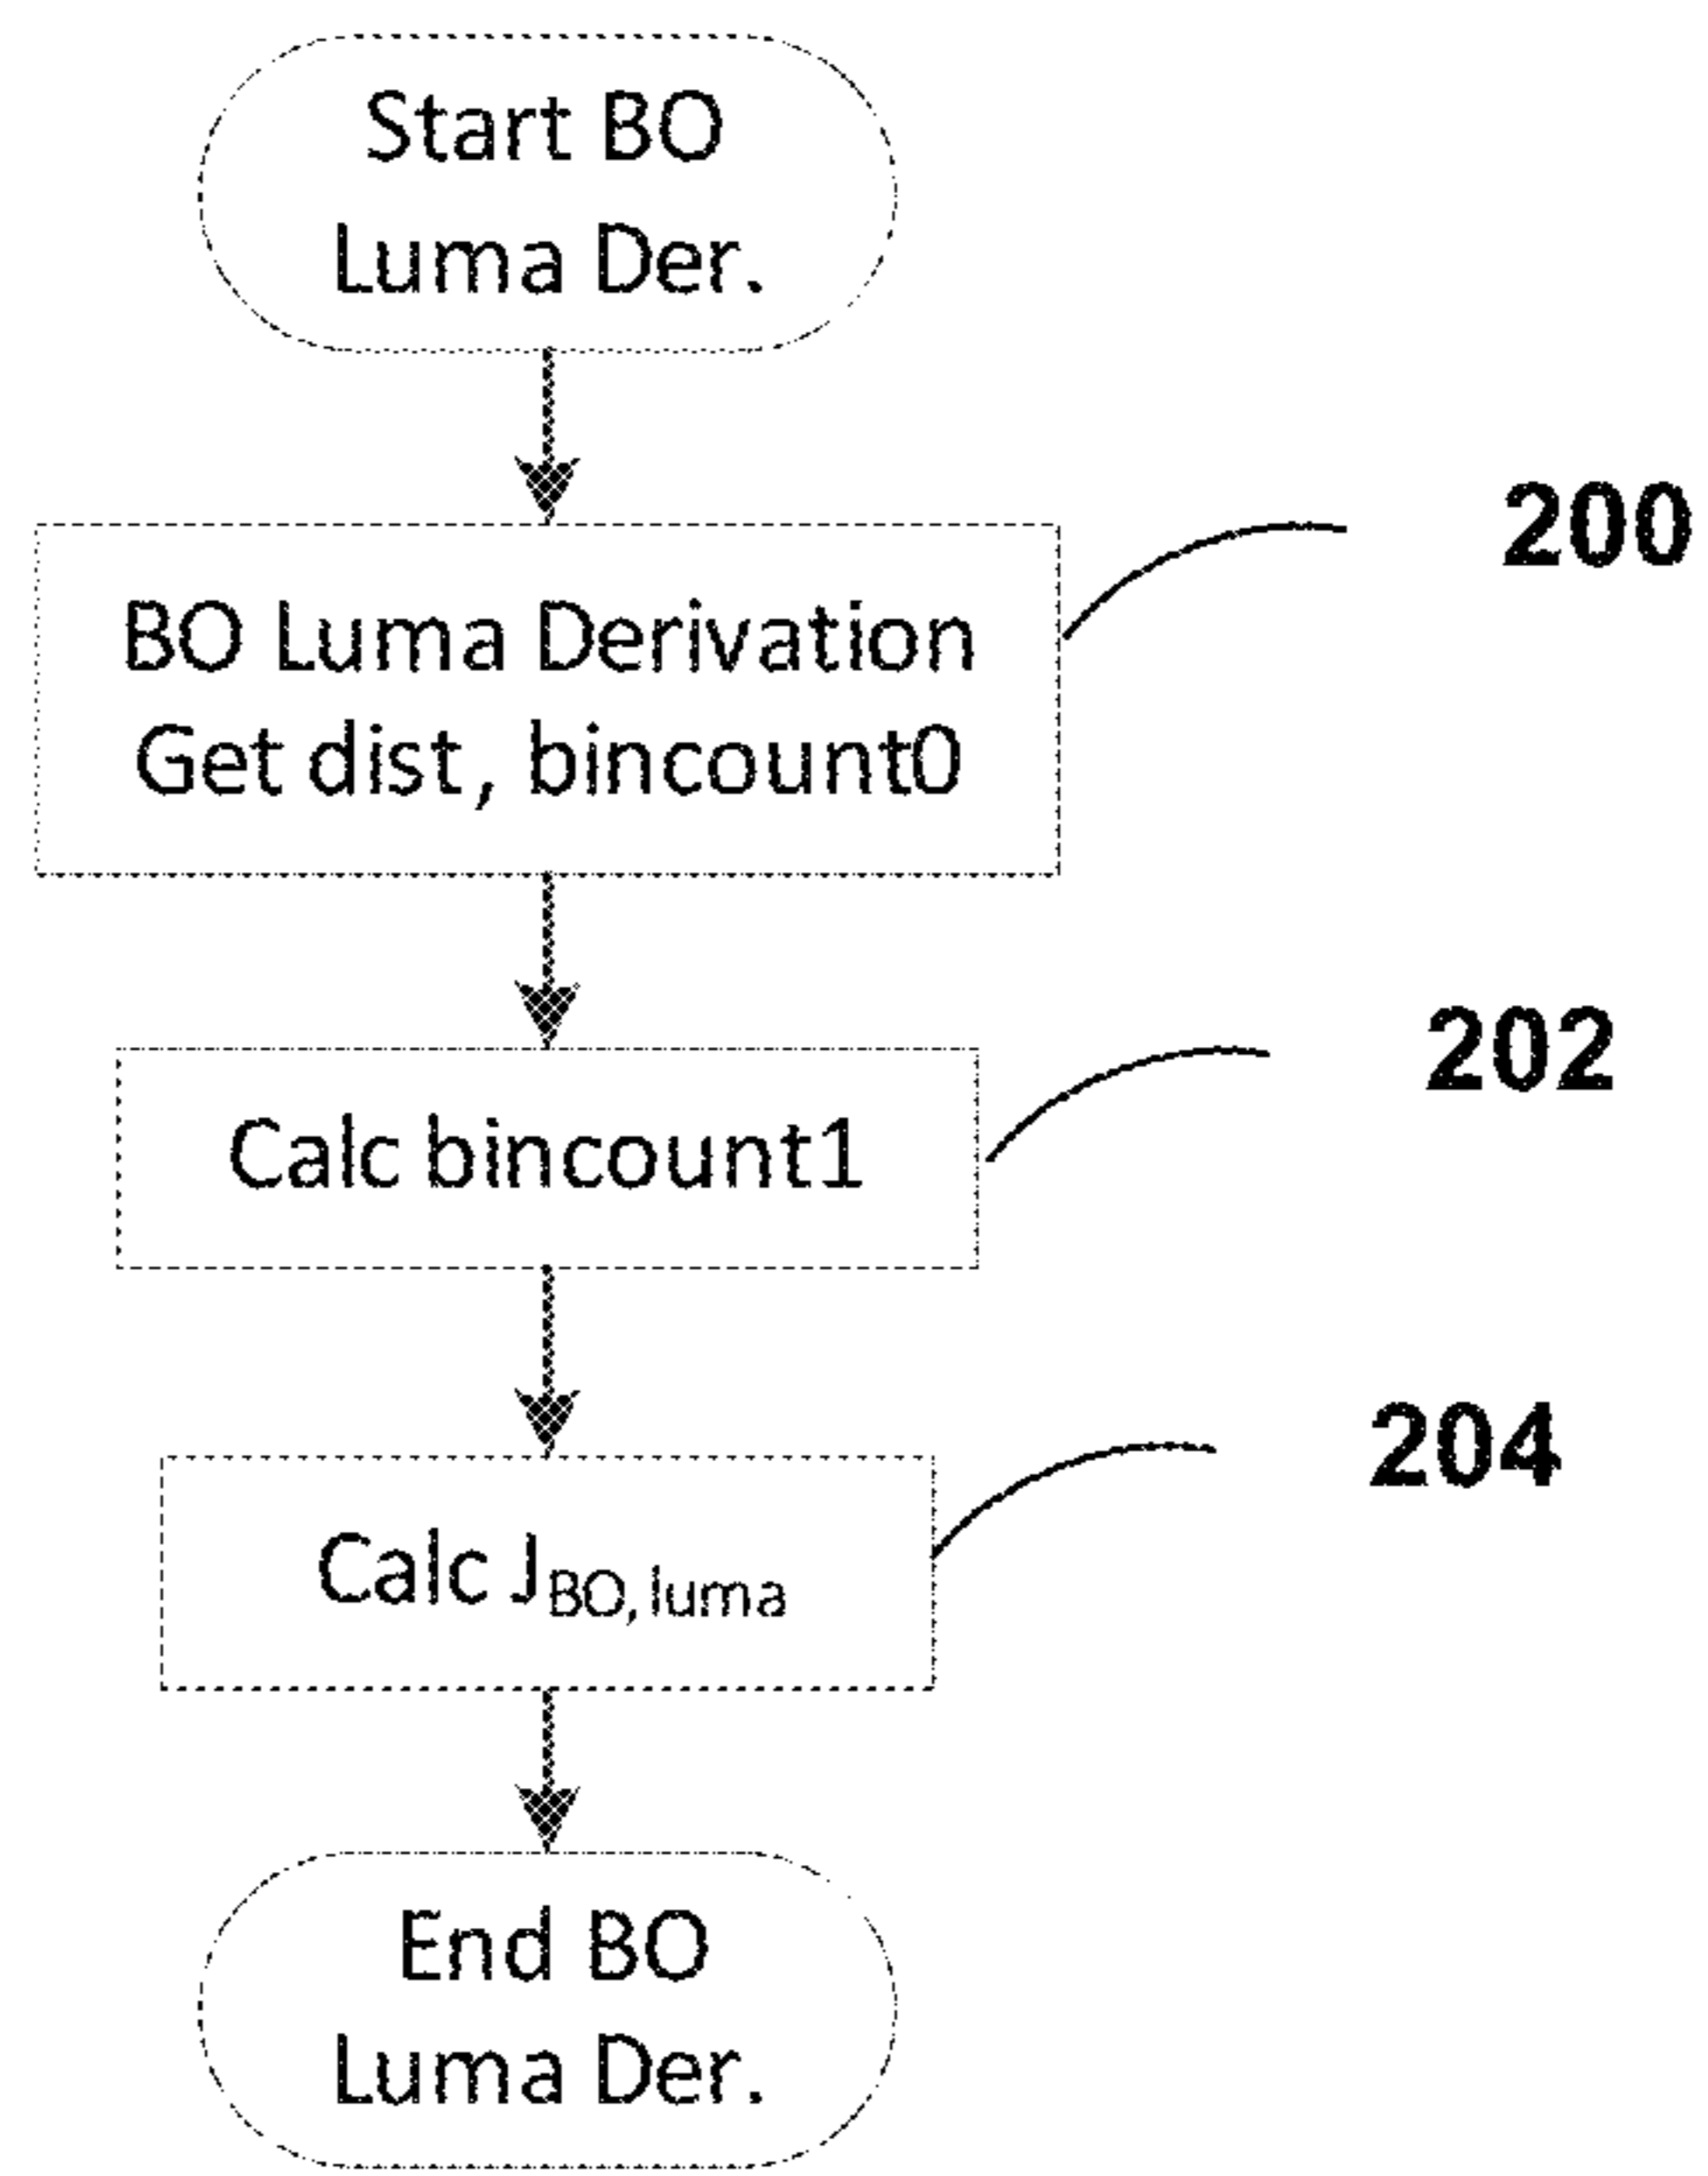 Start BO
Luma Der.
200
BO Luma Derivation
Get dist, bincount0
202
Calc bincount1
204
Calc J_BO,luma
End BO
Luma Der.